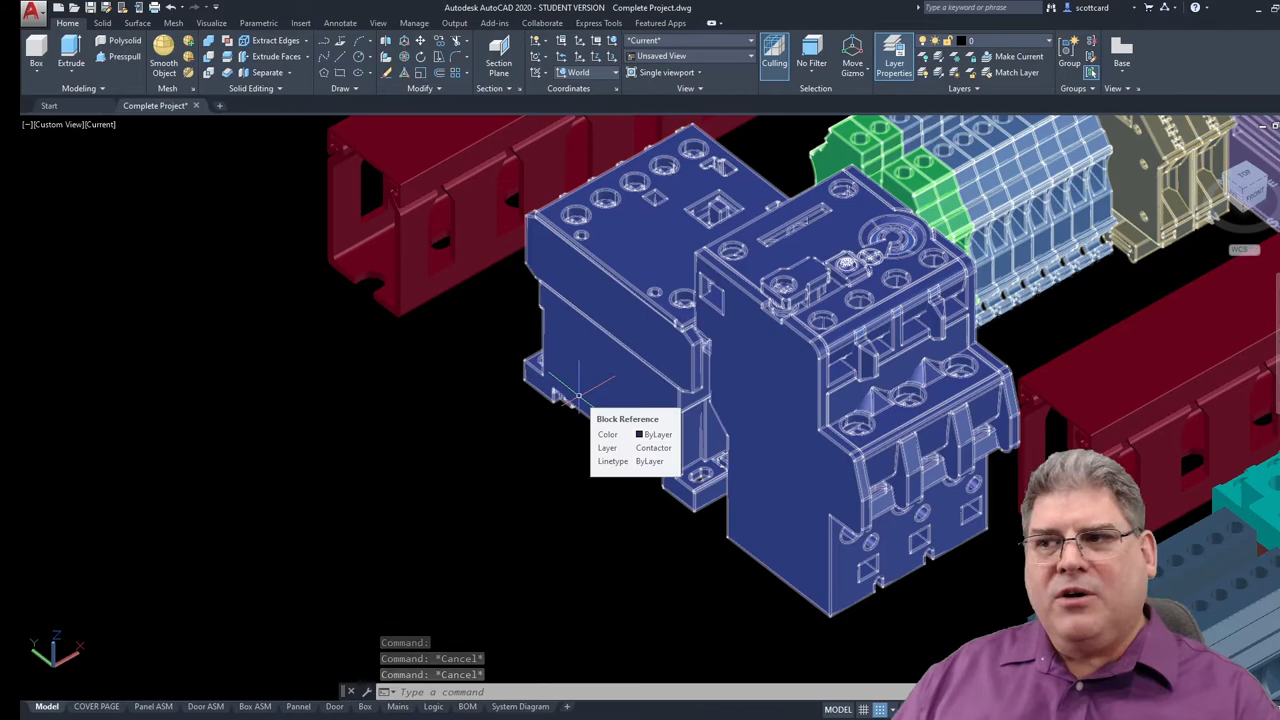 Autodesk AutoCAD 2020 - STUDENT VERSION Complete Project.dwg
Type a keyword or phrase
scottcard
Home Solid Surface Mesh Visualize Parametric Insert Annotate View Manage Output Add-ins Collaborate Express Tools Featured Apps
Box
Extrude
Polysolid
Presspull
Smooth
Object
Extract Edges
Extrude Faces
Separate
Section
Plane
World
*Current*
Unsaved View
Single viewport
Culling
No Filter
Move
Gizmo
Layer
Properties
0
Make Current
Match Layer
Group
Base
Modeling Mesh Solid Editing Draw Modify Section Coordinates View Selection Layers Groups View
Start Complete Project*
[−][Custom View][Current]
TOP
FRONT
WCS
Block Reference
Color ByLayer
Layer Contactor
Linetype ByLayer
Y Z X
Command:
Command: *Cancel*
Command: *Cancel*
Type a command
Model COVER PAGE Panel ASM Door ASM Box ASM Pannel Door Box Mains Logic BOM System Diagram
MODEL